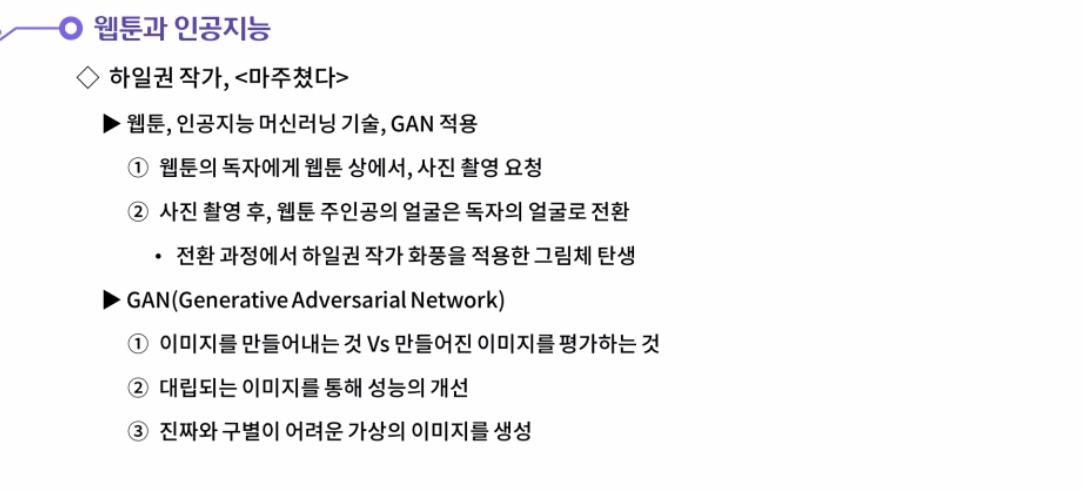 웹툰과 인공지능
◇ 하일권 작가, <마주쳤다>
▶ 웹툰, 인공지능 머신러닝 기술, GAN 적용
① 웹툰의 독자에게 웹툰 상에서, 사진 촬영 요청
② 사진 촬영 후, 웹툰 주인공의 얼굴은 독자의 얼굴로 전환
• 전환 과정에서 하일권 작가 화풍을 적용한 그림체 탄생
▶ GAN(Generative Adversarial Network)
① 이미지를 만들어내는 것 Vs 만들어진 이미지를 평가하는 것
② 대립되는 이미지를 통해 성능의 개선
③ 진짜와 구별이 어려운 가상의 이미지를 생성